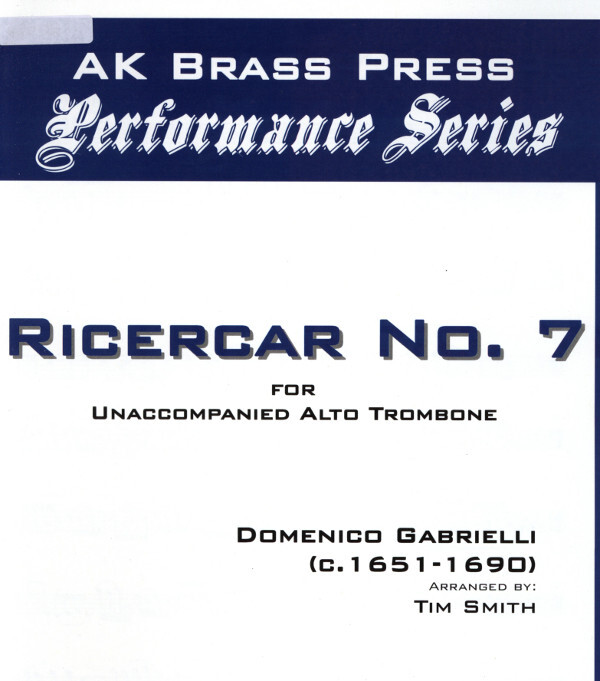 AK Brass Press
Performance Series
Ricercar No. 7
for
Unaccompanied Alto Trombone
Domenico Gabrielli
(c.1651-1690)
Arranged by:
Tim Smith